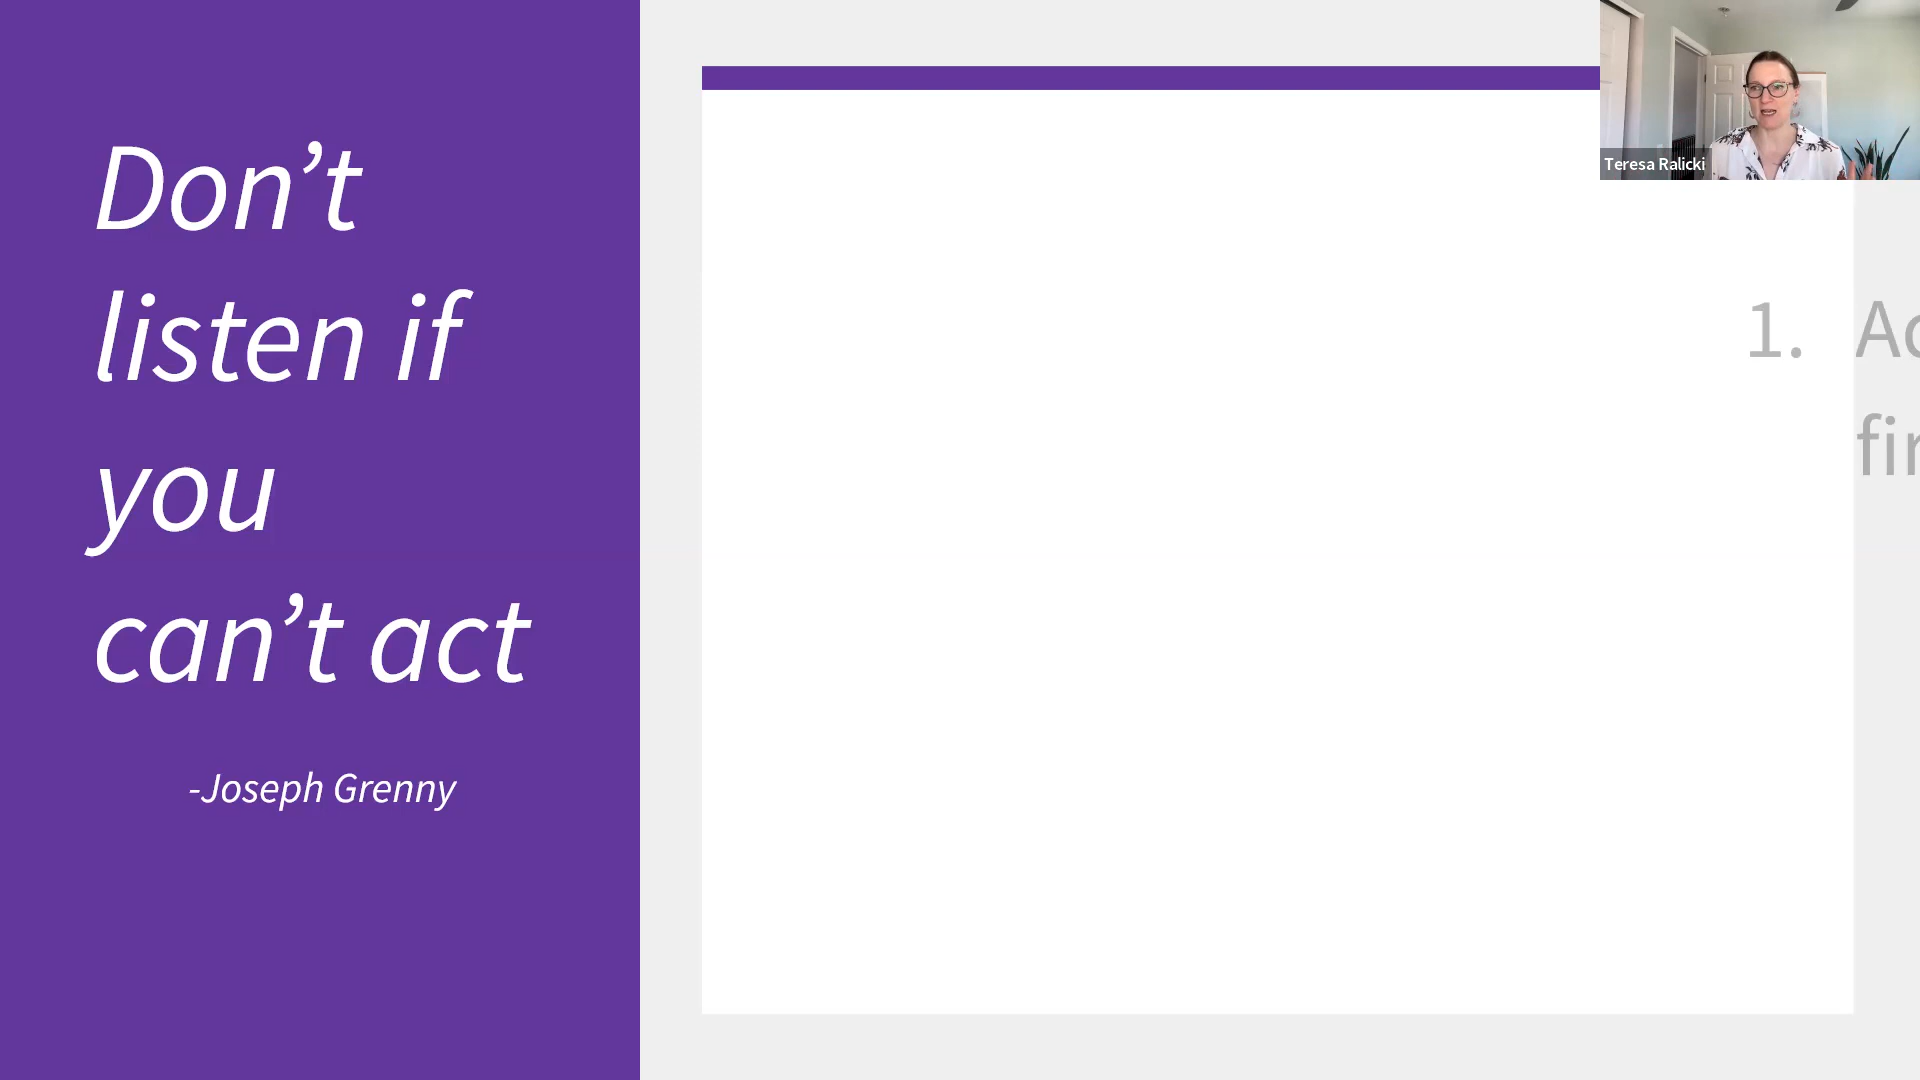 Don’t
listen if
you
can’t act
-Joseph Grenny
Teresa Ralicki
1.